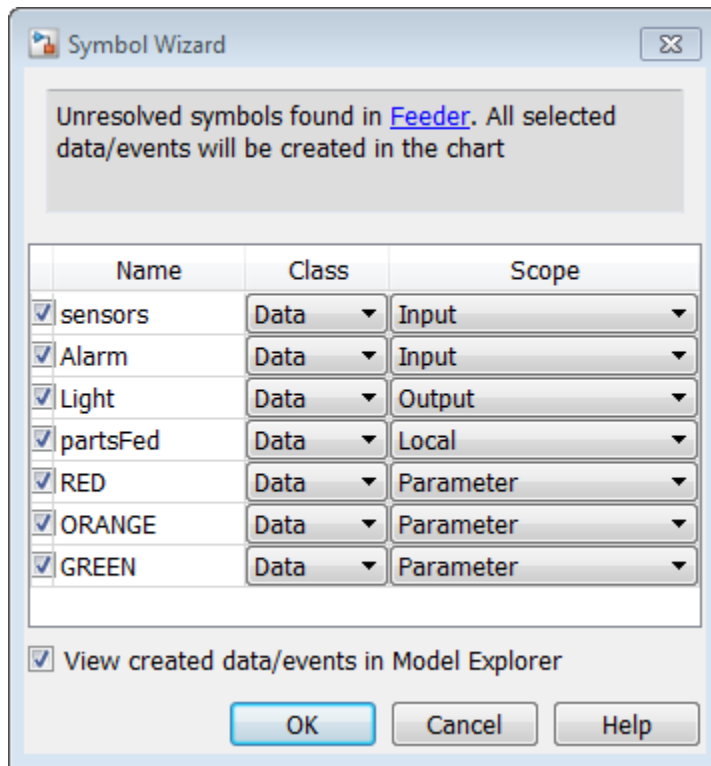 Symbol Wizard
Unresolved symbols found in Feeder. All selected
data/events will be created in the chart
Name Class Scope
sensors Data Input
Alarm Data Input
Light Data Output
partsFed Data Local
RED Data Parameter
ORANGE Data Parameter
GREEN Data Parameter
View created data/events in Model Explorer
OK Cancel Help